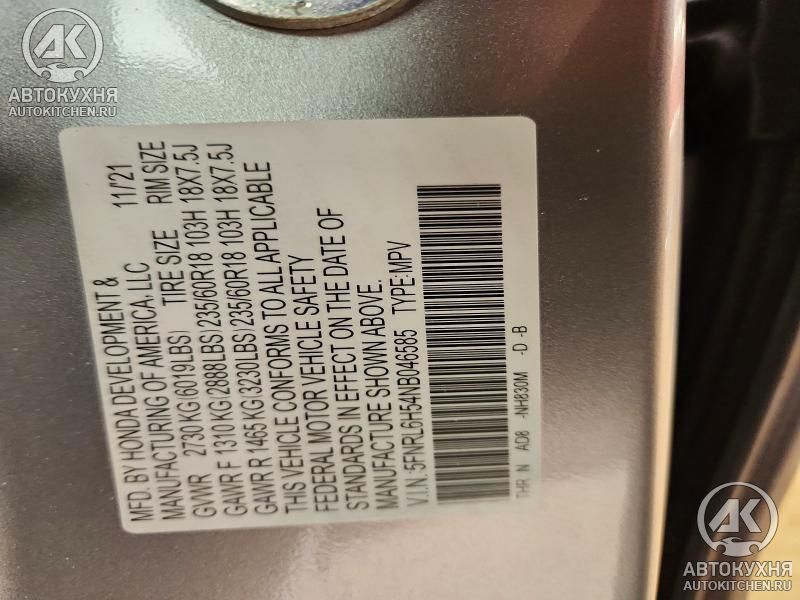 AK
АВТОКУХНЯ
AUTOKITCHEN.RU
MFD. BY HONDA DEVELOPMENT & 11/21
MANUFACTURING OF AMERICA, LLC
GVWR 2730 KG(6019LBS) TIRE SIZE RIM SIZE
GAWR F 1310 KG(2888LBS)235/60R18 103H 18X7.5J
GAWR R 1465 KG(3230LBS)235/60R18 103H 18X7.5J
THIS VEHICLE CONFORMS TO ALL APPLICABLE
FEDERAL MOTOR VEHICLE SAFETY
STANDARDS IN EFFECT ON THE DATE OF
MANUFACTURE SHOWN ABOVE.
V.I.N.:5FNRL6H54NB046585 TYPE:MPV
THR N AD8 -NH830M -D -B
AK
АВТОКУХНЯ
AUTOKITCHEN.RU